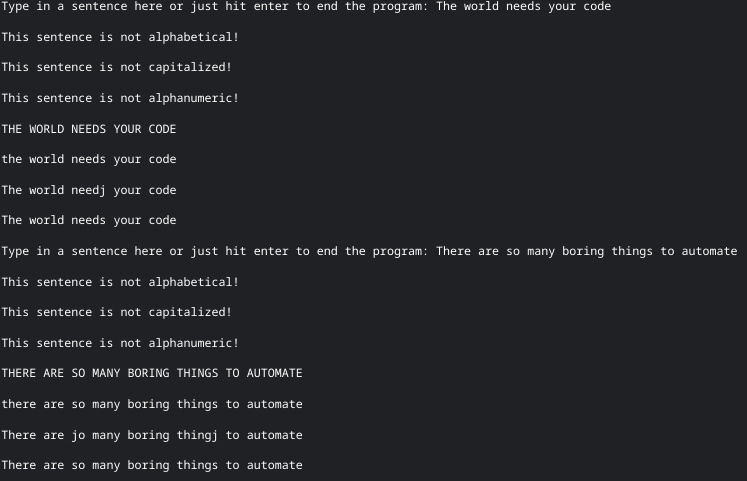 Type in a sentence here or just hit enter to end the program: The world needs your code
This sentence is not alphabetical!
This sentence is not capitalized!
This sentence is not alphanumeric!
THE WORLD NEEDS YOUR CODE
the world needs your code
The world needj your code
The world needs your code
Type in a sentence here or just hit enter to end the program: There are so many boring things to automate
This sentence is not alphabetical!
This sentence is not capitalized!
This sentence is not alphanumeric!
THERE ARE SO MANY BORING THINGS TO AUTOMATE
there are so many boring things to automate
There are jo many boring thingj to automate
There are so many boring things to automate